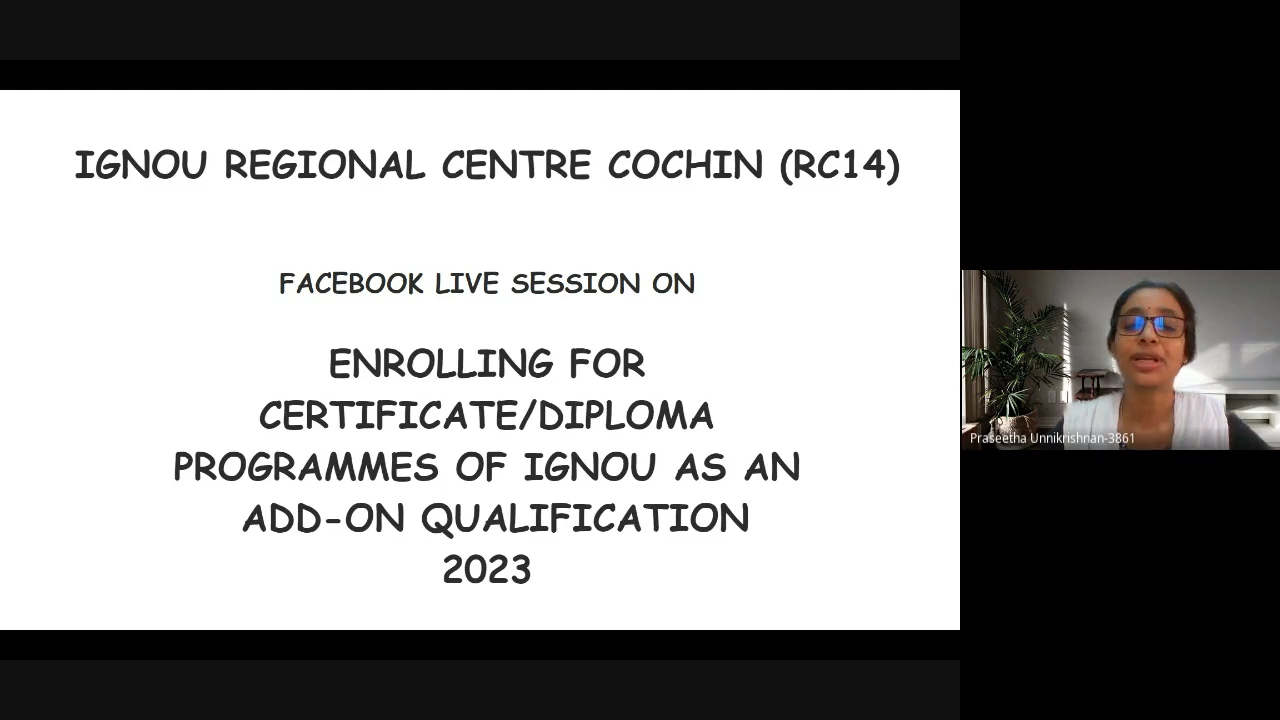 IGNOU REGIONAL CENTRE COCHIN (RC14)
FACEBOOK LIVE SESSION ON
ENROLLING FOR
CERTIFICATE/DIPLOMA
PROGRAMMES OF IGNOU AS AN
ADD-ON QUALIFICATION
2023
Praseetha Unnikrishnan-3861